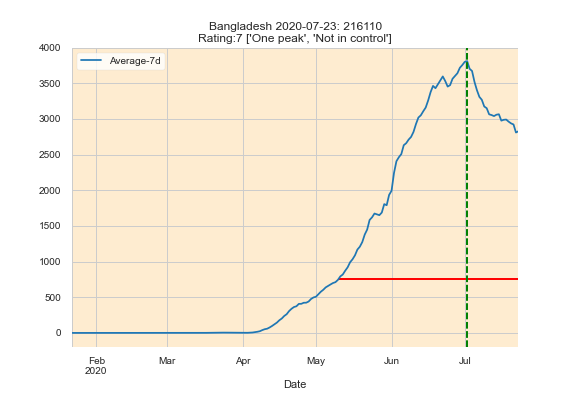 Bangladesh 2020-07-23: 216110
Rating:7 ['One peak', 'Not in control']
Average-7d
4000
3500
3000
2500
2000
1500
1000
500
0
Feb
2020
Mar
Apr
May
Jun
Jul
Date